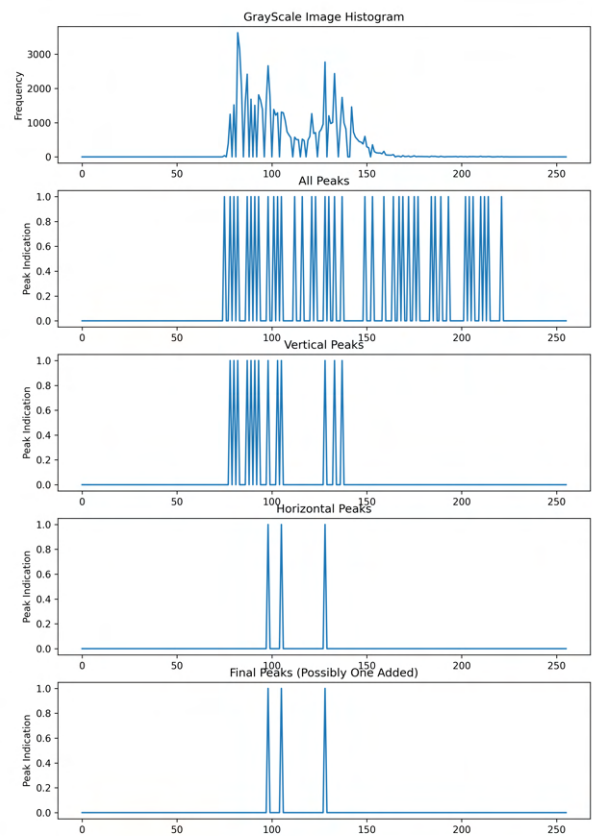 GrayScale Image Histogram
Frequency
3000
2000
1000
0
0 50 100 150 200 250
All Peaks
Peak Indication
1.0
0.8
0.6
0.4
0.2
0.0
0 50 100 150 200 250
Vertical Peaks
Peak Indication
1.0
0.8
0.6
0.4
0.2
0.0
0 50 100 150 200 250
Horizontal Peaks
Peak Indication
1.0
0.8
0.6
0.4
0.2
0.0
0 50 100 150 200 250
Final Peaks (Possibly One Added)
Peak Indication
1.0
0.8
0.6
0.4
0.2
0.0
0 50 100 150 200 250